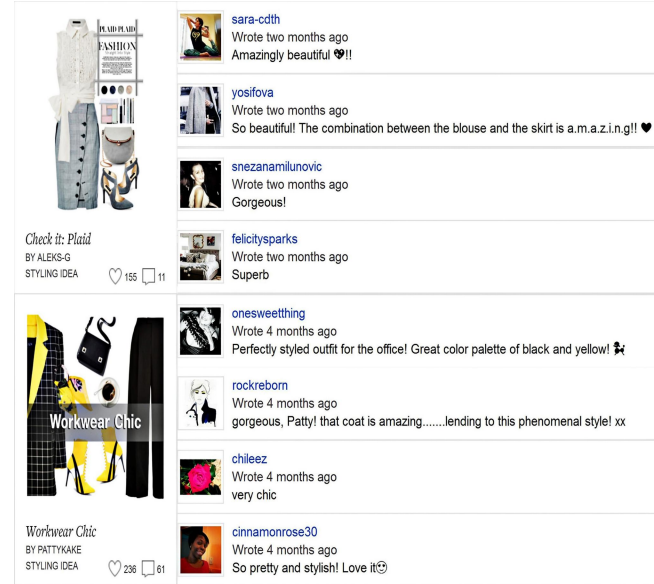 PLAID PLAID
FASHION
Check it: Plaid
BY ALEKS-G
STYLING IDEA
155
11
sara-cdth
Wrote two months ago
Amazingly beautiful 💖!!
yosifova
Wrote two months ago
So beautiful! The combination between the blouse and the skirt is a.m.a.z.i.n.g!! ♥
snezanamilunovic
Wrote two months ago
Gorgeous!
felicitysparks
Wrote two months ago
Superb
Workwear Chic
Workwear Chic
BY PATTYKAKE
STYLING IDEA
236
61
onesweetthing
Wrote 4 months ago
Perfectly styled outfit for the office! Great color palette of black and yellow!
rockreborn
Wrote 4 months ago
gorgeous, Patty! that coat is amazing.......lending to this phenomenal style! xx
chileez
Wrote 4 months ago
very chic
cinnamonrose30
Wrote 4 months ago
So pretty and stylish! Love it☺